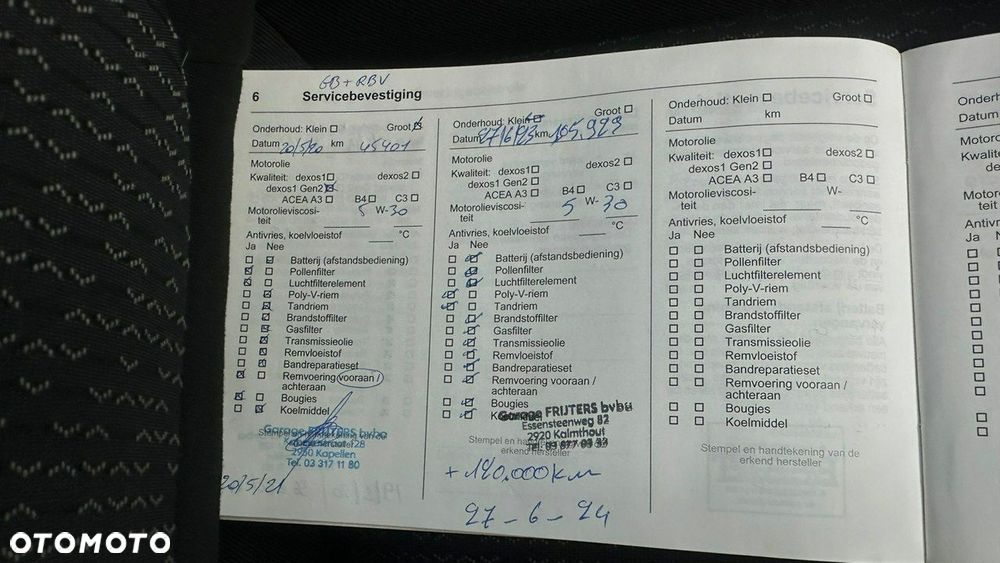 GB + RBV
6 Servicebevestiging
Onderhoud: Klein Groot
Datum 20/5/20 km 45401
Motorolie
Kwaliteit: dexos1 dexos2
dexos1 Gen2
ACEA A3 B4 C3
Motorolieviscosi-
teit 5 W-30
Antivries, koelvloeistof °C
Ja Nee
Batterij (afstandsbediening)
Pollenfilter
Luchtfilterelement
Poly-V-riem
Tandriem
Brandstoffilter
Gasfilter
Transmissieolie
Remvloeistof
Bandreparatieset
Remvoering vooraan /
achteraan
Bougies
Koelmiddel
Garage FRIJTERS bvba
2950 Kapellen
Tel. 03 317 11 80
20/5/21
Onderhoud: Klein Groot
Datum 27/6/23 km 105.929
Motorolie
Kwaliteit: dexos1 dexos2
dexos1 Gen2
ACEA A3 B4 C3
Motorolieviscosi-
teit 5 W- 30
Antivries, koelvloeistof °C
Ja Nee
Batterij (afstandsbediening)
Pollenfilter
Luchtfilterelement
Poly-V-riem
Tandriem
Brandstoffilter
Gasfilter
Transmissieolie
Remvloeistof
Bandreparatieset
Remvoering vooraan /
achteraan
Bougies
Garage FRIJTERS bvba
Essensteenweg 82
2920 Kalmthout
Tel. 03 677 03 33
Stempel en handtekening van de
erkend hersteller
+ 120.000 km
27-6-24
Onderhoud: Klein Groot
Datum km
Motorolie
Kwaliteit: dexos1 dexos2
dexos1 Gen2
ACEA A3 B4 C3
Motorolieviscosi- W-
teit
Antivries, koelvloeistof °C
Ja Nee
Batterij (afstandsbediening)
Pollenfilter
Luchtfilterelement
Poly-V-riem
Tandriem
Brandstoffilter
Gasfilter
Transmissieolie
Remvloeistof
Bandreparatieset
Remvoering vooraan /
achteraan
Bougies
Koelmiddel
Stempel en handtekening van de
erkend hersteller
OTOMOTO